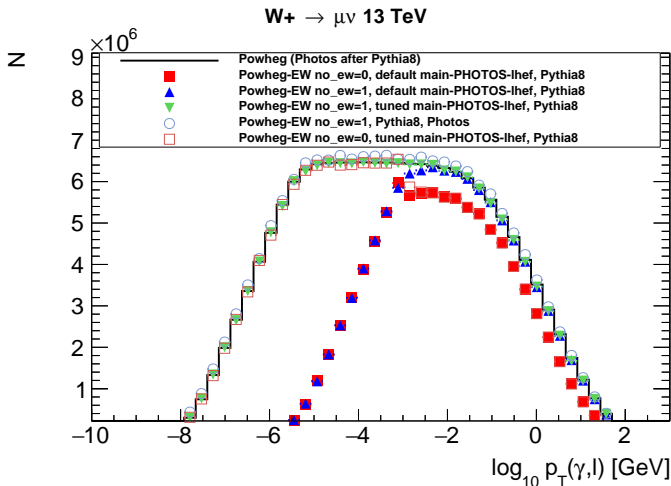 W+ → μν 13 TeV
×10⁶
N
Powheg (Photos after Pythia8)
Powheg-EW no_ew=0, default main-PHOTOS-lhef, Pythia8
Powheg-EW no_ew=1, default main-PHOTOS-lhef, Pythia8
Powheg-EW no_ew=1, tuned main-PHOTOS-lhef, Pythia8
Powheg-EW no_ew=1, Pythia8, Photos
Powheg-EW no_ew=0, tuned main-PHOTOS-lhef, Pythia8
9
8
7
6
5
4
3
2
1
−10 −8 −6 −4 −2 0 2
log₁₀ p_T(γ,l) [GeV]